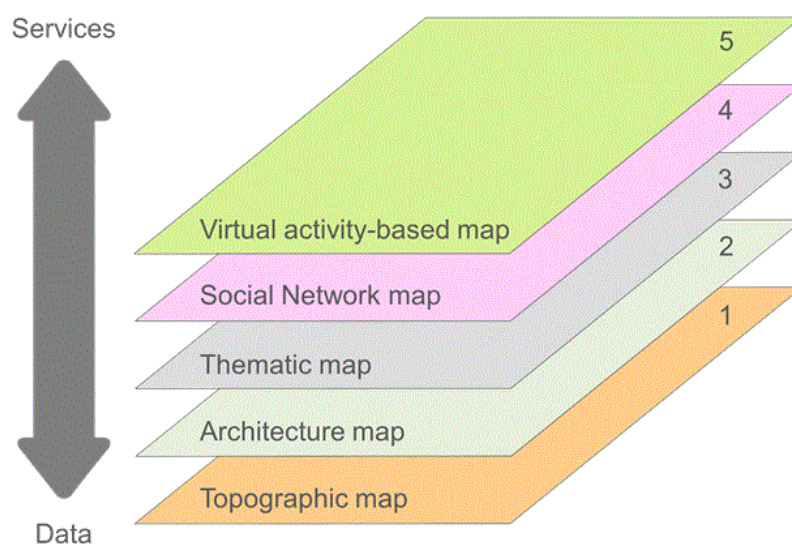 Services
5
4
3
2
1
Virtual activity-based map
Social Network map
Thematic map
Architecture map
Topographic map
Data